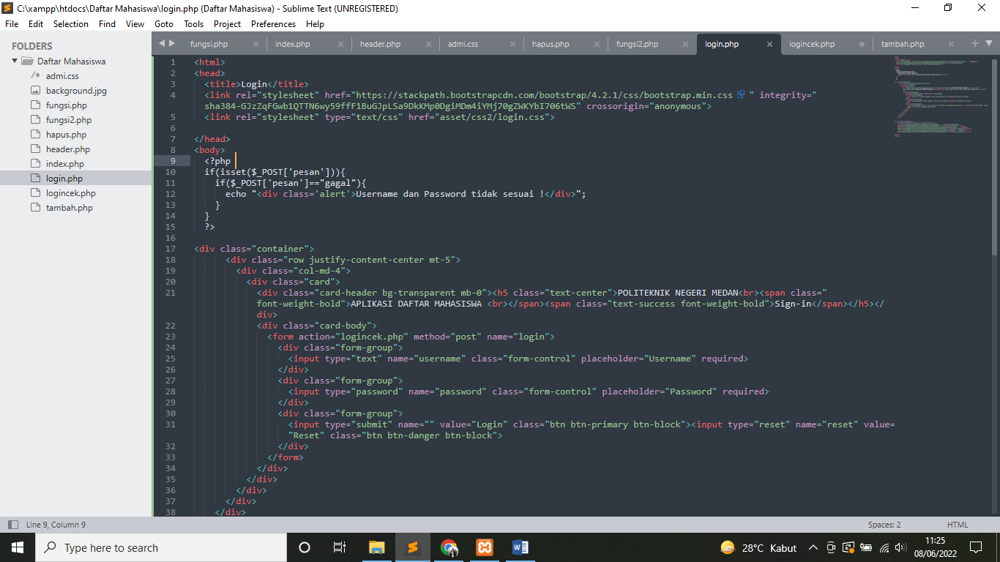 C:\xampp\htdocs\Daftar Mahasiswa\login.php (Daftar Mahasiswa) - Sublime Text (UNREGISTERED)
File Edit Selection Find View Goto Tools Project Preferences Help
FOLDERS
Daftar Mahasiswa
/* admi.css
background.jpg
fungsi.php
fungsi2.php
hapus.php
header.php
index.php
login.php
logincek.php
tambah.php
fungsi.php index.php header.php admi.css hapus.php fungsi2.php login.php logincek.php tambah.php
1 <html>
2 <head>
3 <title>Login</title>
4 <link rel="stylesheet" href="https://stackpath.bootstrapcdn.com/bootstrap/4.2.1/css/bootstrap.min.css " integrity="
sha384-GJzZqFGwb1QTTN6wy59ffF1BuGJpLSa9DkKMp0DgiMDm4iYMj70gZWKYbI706tWS" crossorigin="anonymous">
5 <link rel="stylesheet" type="text/css" href="asset/css2/login.css">
6
7 </head>
8 <body>
9 <?php
10 if(isset($_POST['pesan'])){
11 if($_POST['pesan']=="gagal"){
12 echo "<div class='alert'>Username dan Password tidak sesuai !</div>";
13 }
14 }
15 ?>
16
17 <div class="container">
18 <div class="row justify-content-center mt-5">
19 <div class="col-md-4">
20 <div class="card">
21 <div class="card-header bg-transparent mb-0"><h5 class="text-center">POLITEKNIK NEGERI MEDAN<br><span class="
font-weight-bold">APLIKASI DAFTAR MAHASISWA <br></span><span class="text-success font-weight-bold">Sign-in</span></h5></
div>
22 <div class="card-body">
23 <form action="logincek.php" method="post" name="login">
24 <div class="form-group">
25 <input type="text" name="username" class="form-control" placeholder="Username" required>
26 </div>
27 <div class="form-group">
28 <input type="password" name="password" class="form-control" placeholder="Password" required>
29 </div>
30 <div class="form-group">
31 <input type="submit" name="" value="Login" class="btn btn-primary btn-block"><input type="reset" name="reset" value=
"Reset" class="btn btn-danger btn-block">
32 </div>
33 </form>
34 </div>
35 </div>
36 </div>
37 </div>
38 </div>
Line 9, Column 9 Spaces: 2 HTML
Type here to search
28°C Kabut
11:25
08/06/2022